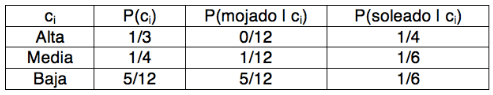 ci P(ci) P(mojado I ci) P(soleado I ci)
Alta 1/3 0/12 1/4
Media 1/4 1/12 1/6
Baja 5/12 5/12 1/6